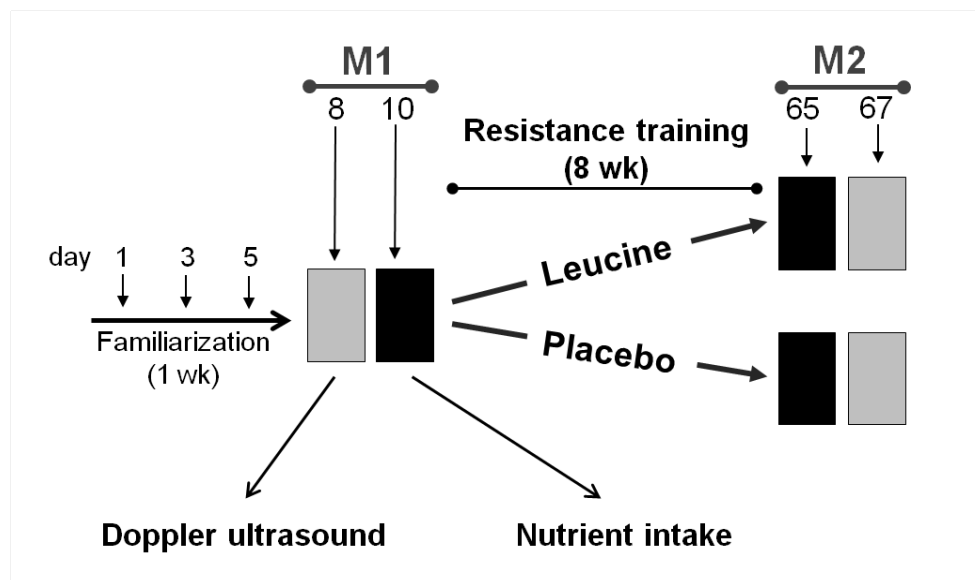 M1
M2
8 10
65 67
Resistance training
(8 wk)
day 1 3 5
Leucine
Familiarization
(1 wk)
Placebo
Doppler ultrasound
Nutrient intake